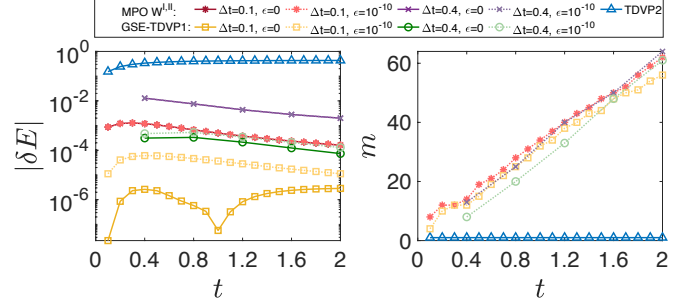 MPO W^{I,II}: Δt=0.1, ϵ=0 Δt=0.1, ϵ=10^{-10} Δt=0.4, ϵ=0 Δt=0.4, ϵ=10^{-10} TDVP2
GSE-TDVP1: Δt=0.1, ϵ=0 Δt=0.1, ϵ=10^{-10} Δt=0.4, ϵ=0 Δt=0.4, ϵ=10^{-10}
|δE|
10^0
10^{-2}
10^{-4}
10^{-6}
0 0.4 0.8 1.2 1.6 2
t
m
60
40
20
0
0 0.4 0.8 1.2 1.6 2
t